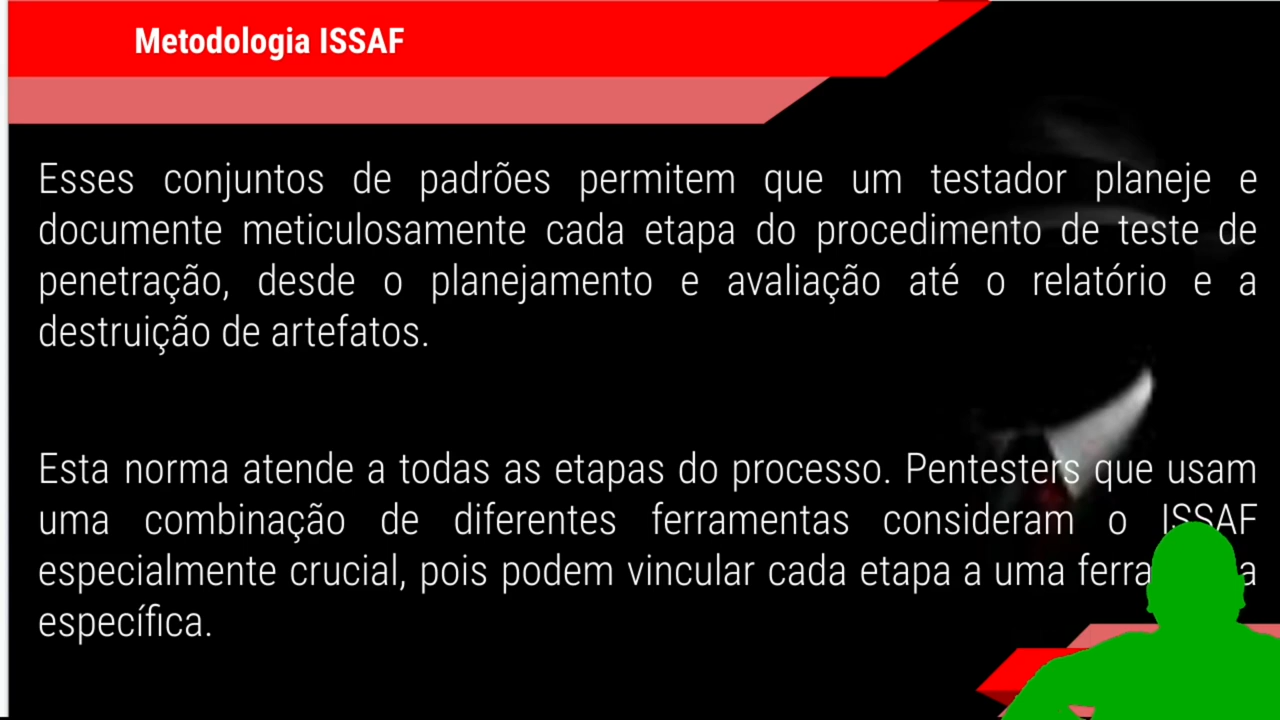 Metodologia ISSAF
Esses conjuntos de padrões permitem que um testador planeje e
documente meticulosamente cada etapa do procedimento de teste de
penetração, desde o planejamento e avaliação até o relatório e a
destruição de artefatos.
Esta norma atende a todas as etapas do processo. Pentesters que usam
uma combinação de diferentes ferramentas consideram o ISSAF
especialmente crucial, pois podem vincular cada etapa a uma
específica.